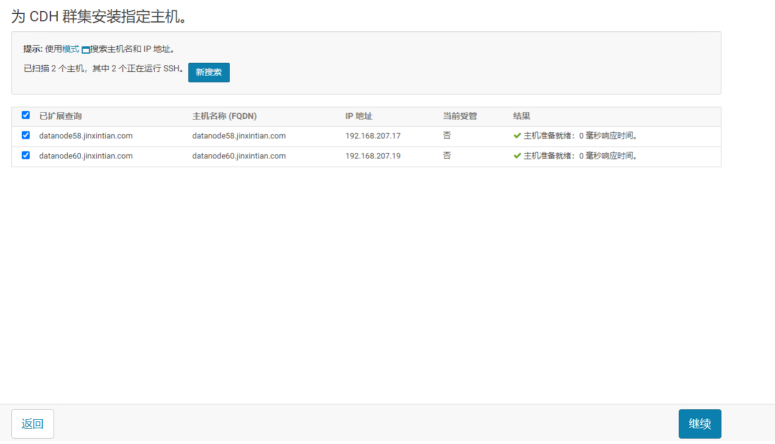 为 CDH 群集安装指定主机。
提示: 使用模式 搜索主机名和 IP 地址。
已扫描 2 个主机，其中 2 个正在运行 SSH。 新搜索
已扩展查询 主机名称 (FQDN) IP 地址 当前受管 结果
datanode58.jinxintian.com datanode58.jinxintian.com 192.168.207.17 否 主机准备就绪：0 毫秒响应时间。
datanode60.jinxintian.com datanode60.jinxintian.com 192.168.207.19 否 主机准备就绪：0 毫秒响应时间。
返回 继续